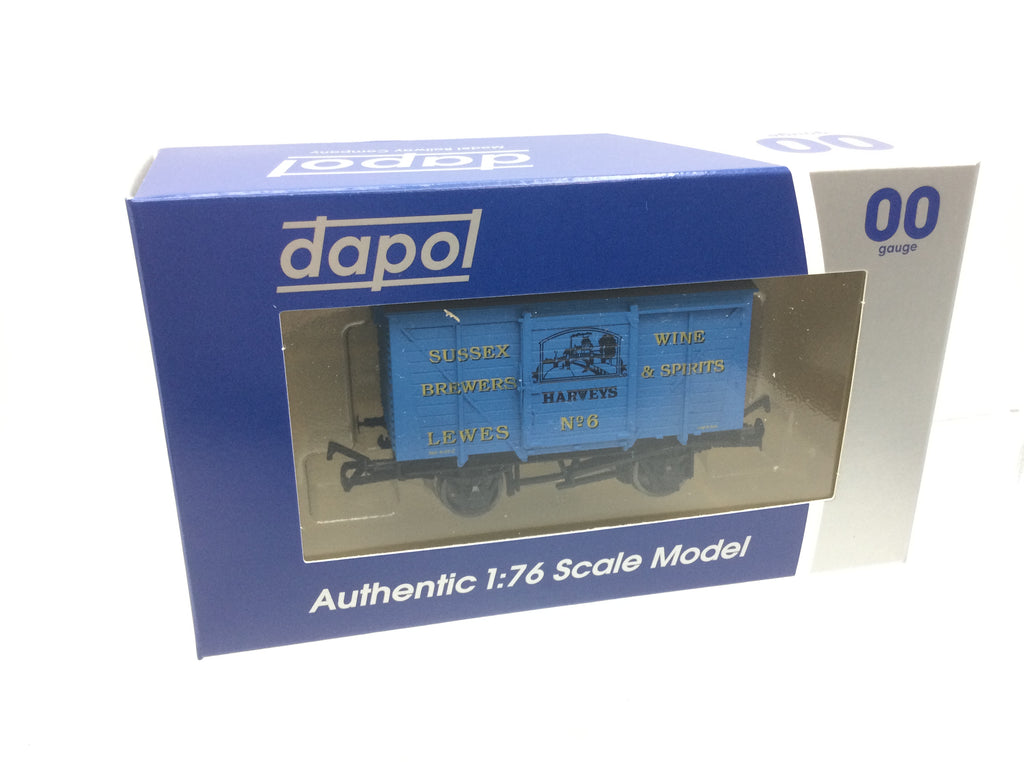 dapol
Model Railway Company
00
gauge
dapol
00
gauge
SUSSEX
BREWERS
LEWES
HARVEYS
Nº6
WINE
& SPIRITS
Authentic 1:76 Scale Model